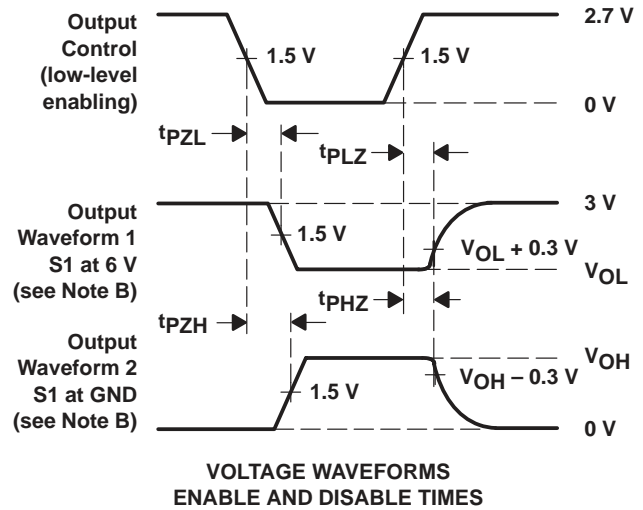 Output
Control
(low-level
enabling)
1.5 V
1.5 V
2.7 V
0 V
tPZL
tPLZ
Output
Waveform 1
S1 at 6 V
(see Note B)
1.5 V
3 V
VOL + 0.3 V
VOL
tPHZ
tPZH
Output
Waveform 2
S1 at GND
(see Note B)
1.5 V
VOH
VOH – 0.3 V
0 V
VOLTAGE WAVEFORMS
ENABLE AND DISABLE TIMES